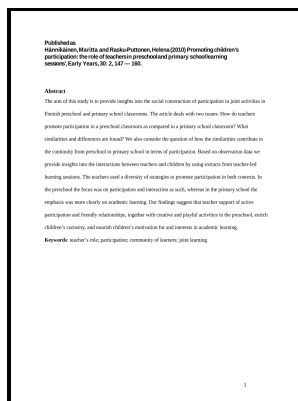 Published as
Hännikäinen, Maritta and Rasku-Puttonen, Helena (2010) Promoting children's
participation: the role of teachers in preschool and primary school learning
sessions', Early Years, 30: 2, 147 — 160.
Abstract
The aim of this study is to provide insights into the social construction of participation in joint activities in
Finnish preschool and primary school classrooms. The article deals with two issues: How do teachers
promote participation in a preschool classroom as compared to a primary school classroom? What
similarities and differences are found? We also consider the question of how the similarities contribute to
the continuity from preschool to primary school in terms of participation. Based on observation data we
provide insights into the interactions between teachers and children by using extracts from teacher-led
learning sessions. The teachers used a diversity of strategies to promote participation in both contexts. In
the preschool the focus was on participation and interaction as such, whereas in the primary school the
emphasis was more clearly on academic learning. Our findings suggest that teacher support of active
participation and friendly relationships, together with creative and playful activities in the preschool, enrich
children's curiosity, and nourish children's motivation for and interests in academic learning.
Keywords: teacher's role; participation; community of learners; joint learning
1